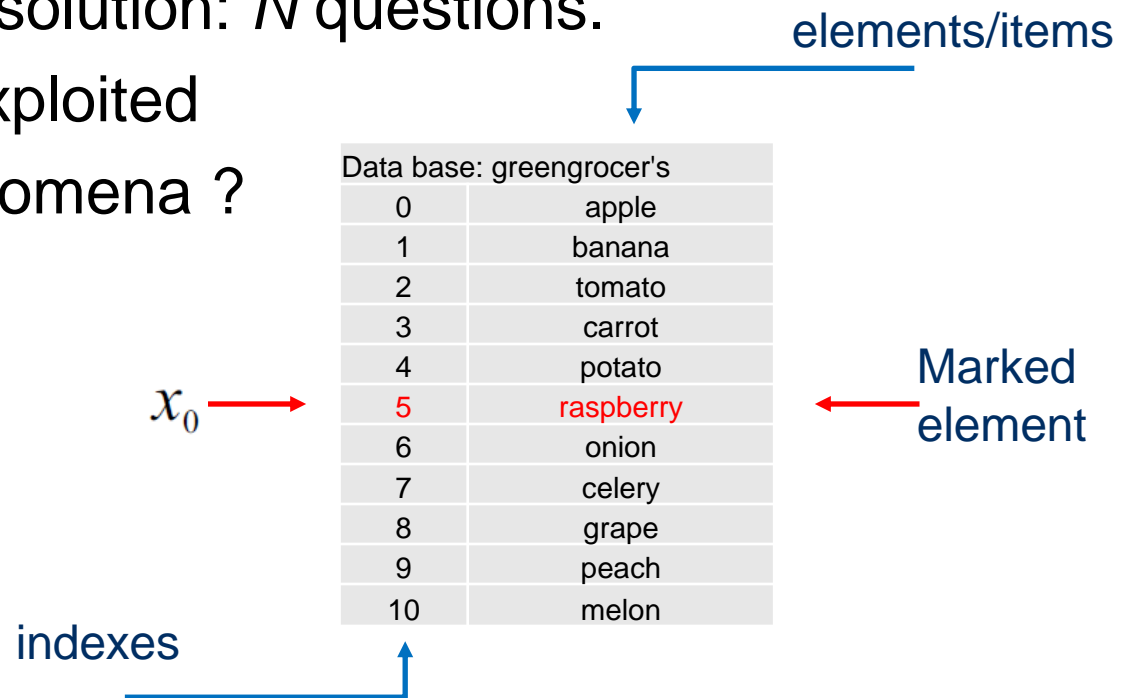 solution: N questions.
elements/items
xploited
omena ?
Data base: greengrocer's
0 apple
1 banana
2 tomato
3 carrot
4 potato
x₀ 5 raspberry Marked
element
6 onion
7 celery
8 grape
9 peach
10 melon
indexes